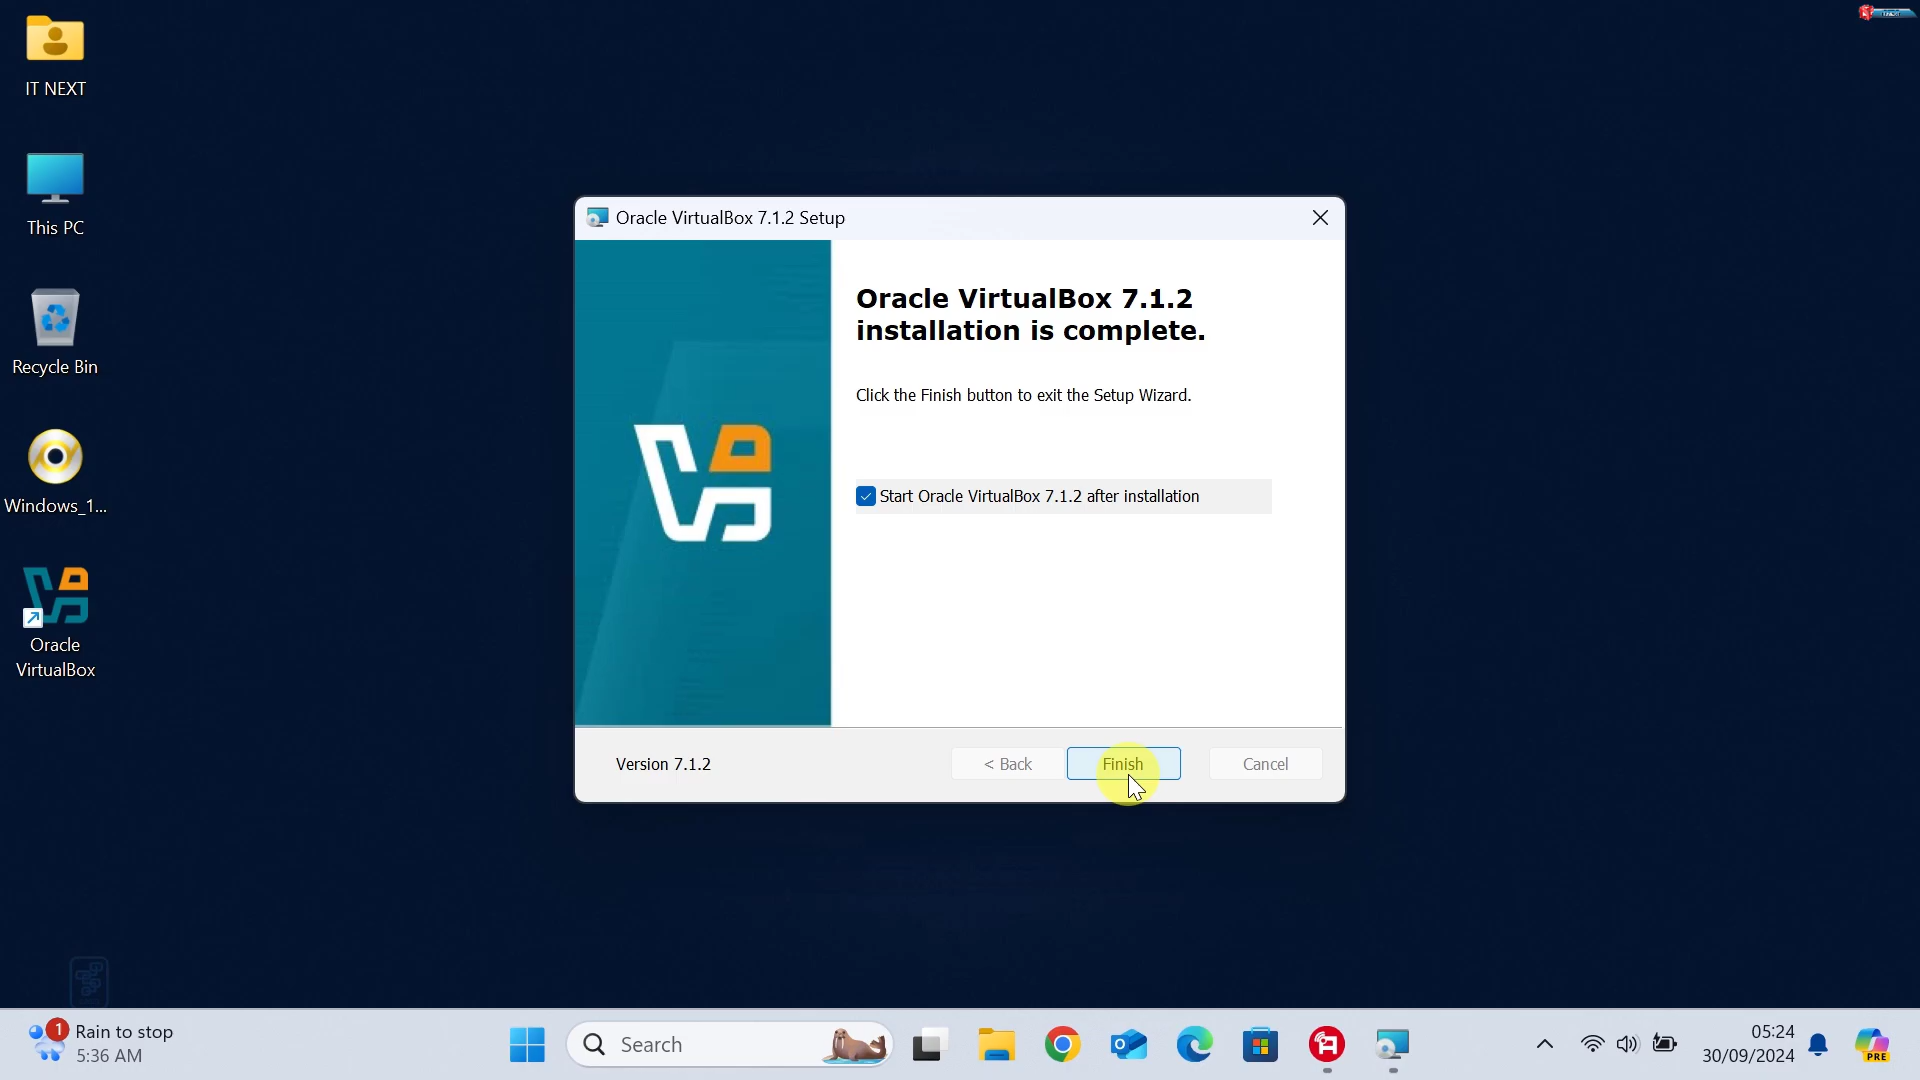 IT NEXT
This PC
Recycle Bin
Windows_1...
Oracle
VirtualBox
Oracle VirtualBox 7.1.2 Setup
Oracle VirtualBox 7.1.2
installation is complete.
Click the Finish button to exit the Setup Wizard.
Start Oracle VirtualBox 7.1.2 after installation
Version 7.1.2
< Back
Finish
Cancel
1
Rain to stop
5:36 AM
Search
05:24
30/09/2024
PRE